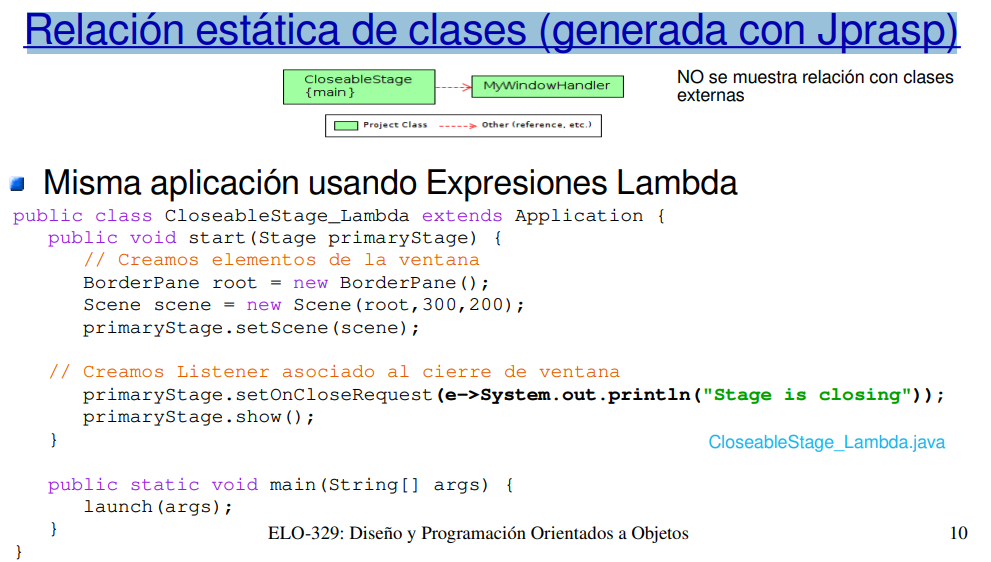 Relación estática de clases (generada con Jprasp)
CloseableStage
{main}
MyWindowHandler
NO se muestra relación con clases
externas
Project Class
Other (reference, etc.)
Misma aplicación usando Expresiones Lambda
public class CloseableStage_Lambda extends Application {
public void start(Stage primaryStage) {
// Creamos elementos de la ventana
BorderPane root = new BorderPane();
Scene scene = new Scene(root,300,200);
primaryStage.setScene(scene);
// Creamos Listener asociado al cierre de ventana
primaryStage.setOnCloseRequest(e->System.out.println("Stage is closing"));
primaryStage.show();
}
CloseableStage_Lambda.java
public static void main(String[] args) {
launch(args);
}
ELO-329: Diseño y Programación Orientados a Objetos
10
}